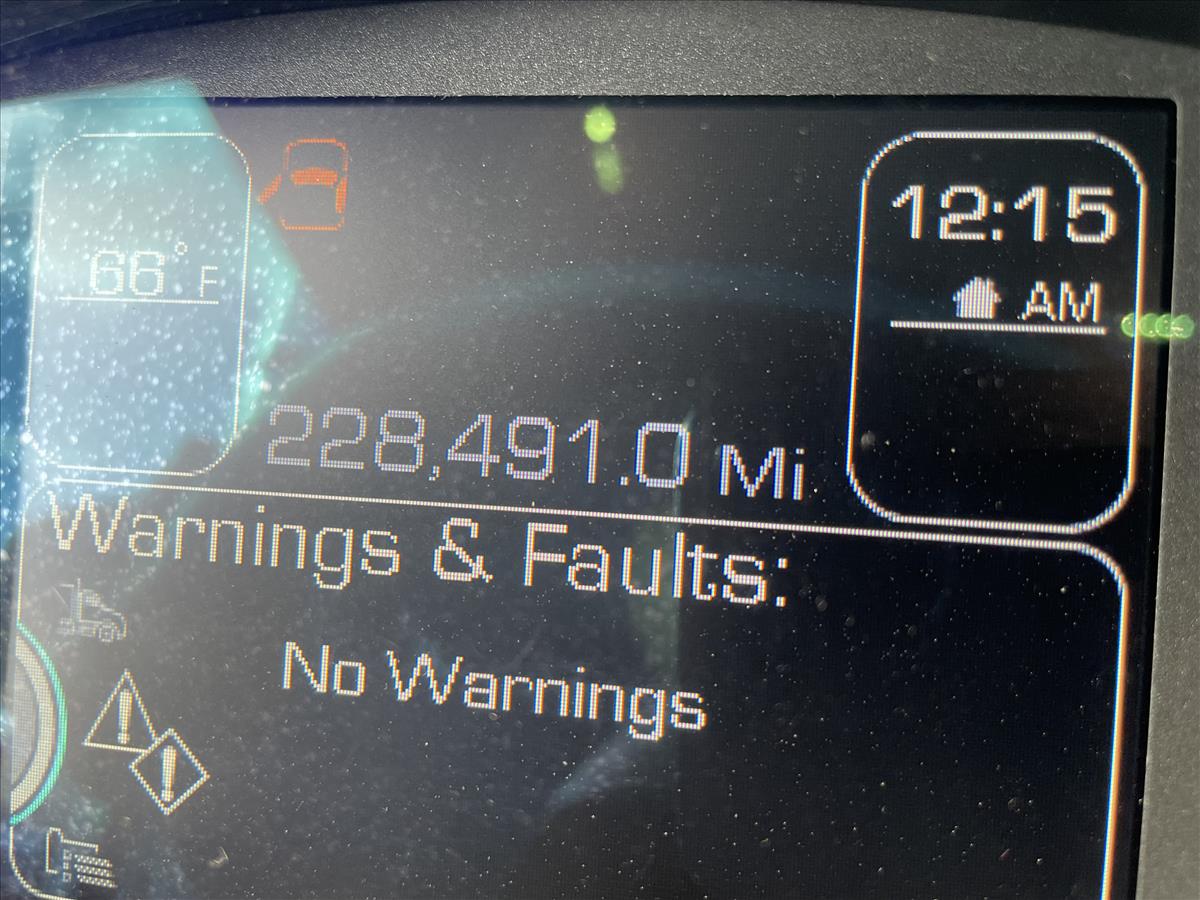 66° F
12:15
AM
228,491.0 Mi
Warnings & Faults:
No Warnings